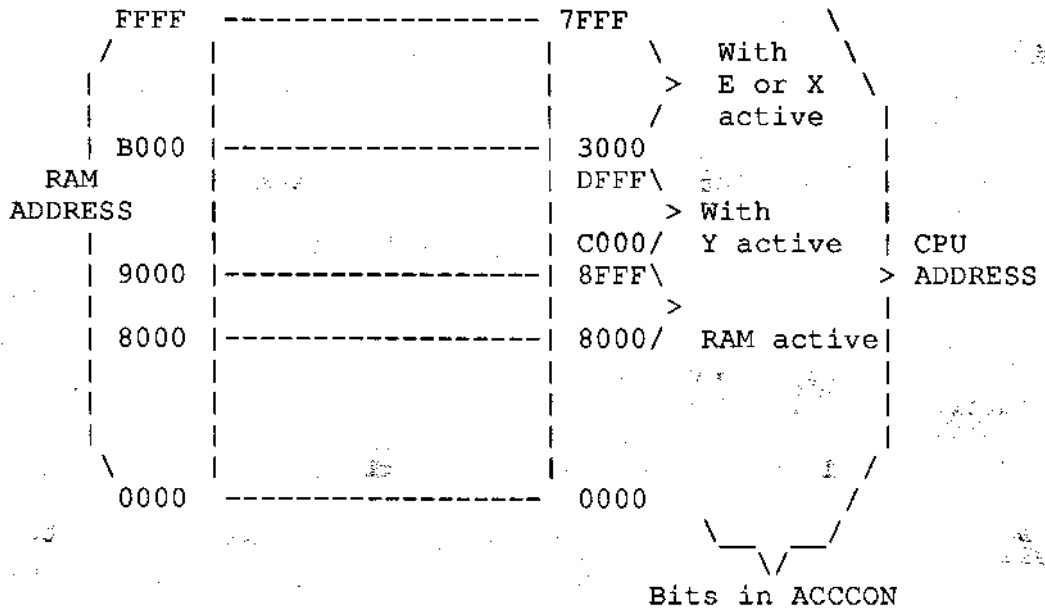 FFFF 7FFF
With
E or X
active
B000 3000
RAM DFFF
ADDRESS With
C000 Y active CPU
9000 8FFF ADDRESS
8000 8000 RAM active
0000 0000
Bits in ACCCON